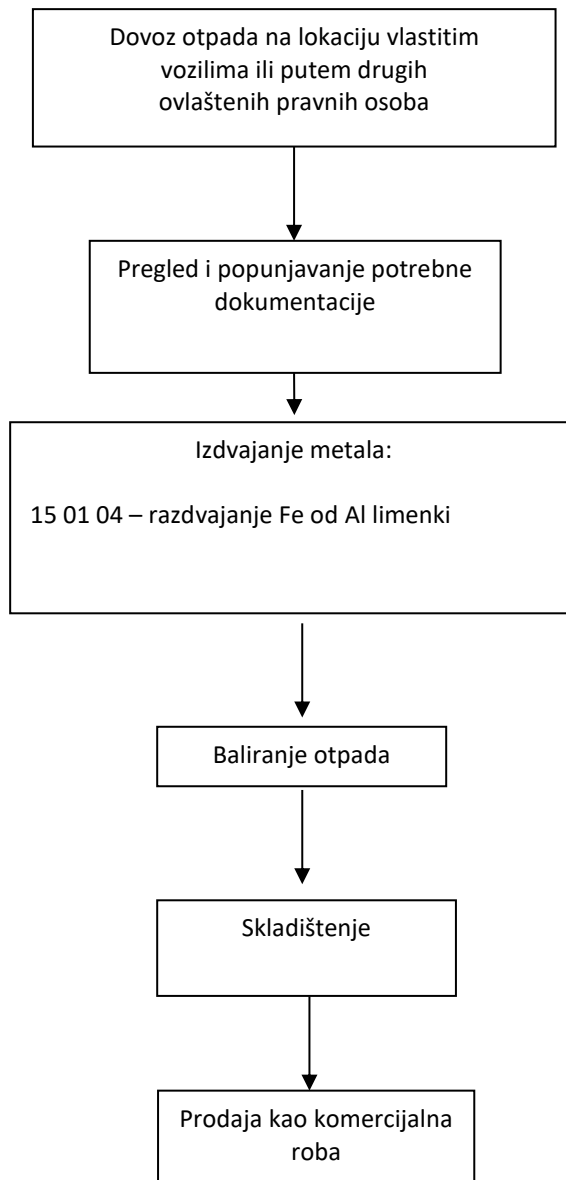 Dovoz otpada na lokaciju vlastitim
vozilima ili putem drugih
ovlaštenih pravnih osoba
Pregled i popunjavanje potrebne
dokumentacije
Izdvajanje metala:
15 01 04 – razdvajanje Fe od Al limenki
Baliranje otpada
Skladištenje
Prodaja kao komercijalna
roba